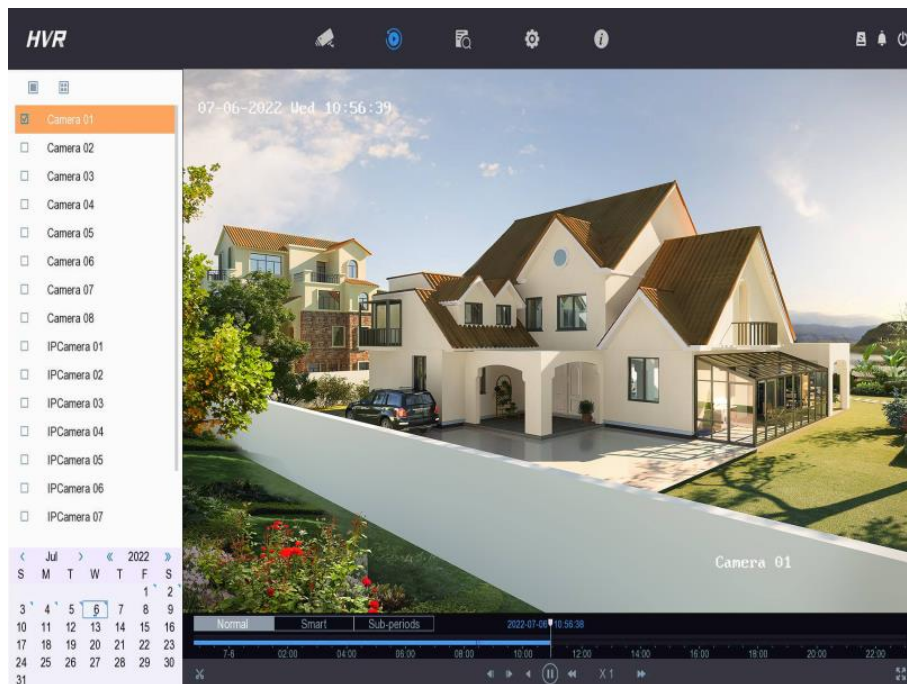 HVR
07-06-2022 Wed 10:56:39
Camera 01
Camera 02
Camera 03
Camera 04
Camera 05
Camera 06
Camera 07
Camera 08
IPCamera 01
IPCamera 02
IPCamera 03
IPCamera 04
IPCamera 05
IPCamera 06
IPCamera 07
Camera 01
Jul 2022
S M T W T F S
1 2
3 4 5 6 7 8 9
10 11 12 13 14 15 16
17 18 19 20 21 22 23
24 25 26 27 28 29 30
31
Normal Smart Sub-periods 2022-07-06 10:56:38
7-6 02:00 04:00 06:00 08:00 10:00 12:00 14:00 16:00 18:00 20:00 22:00
X 1